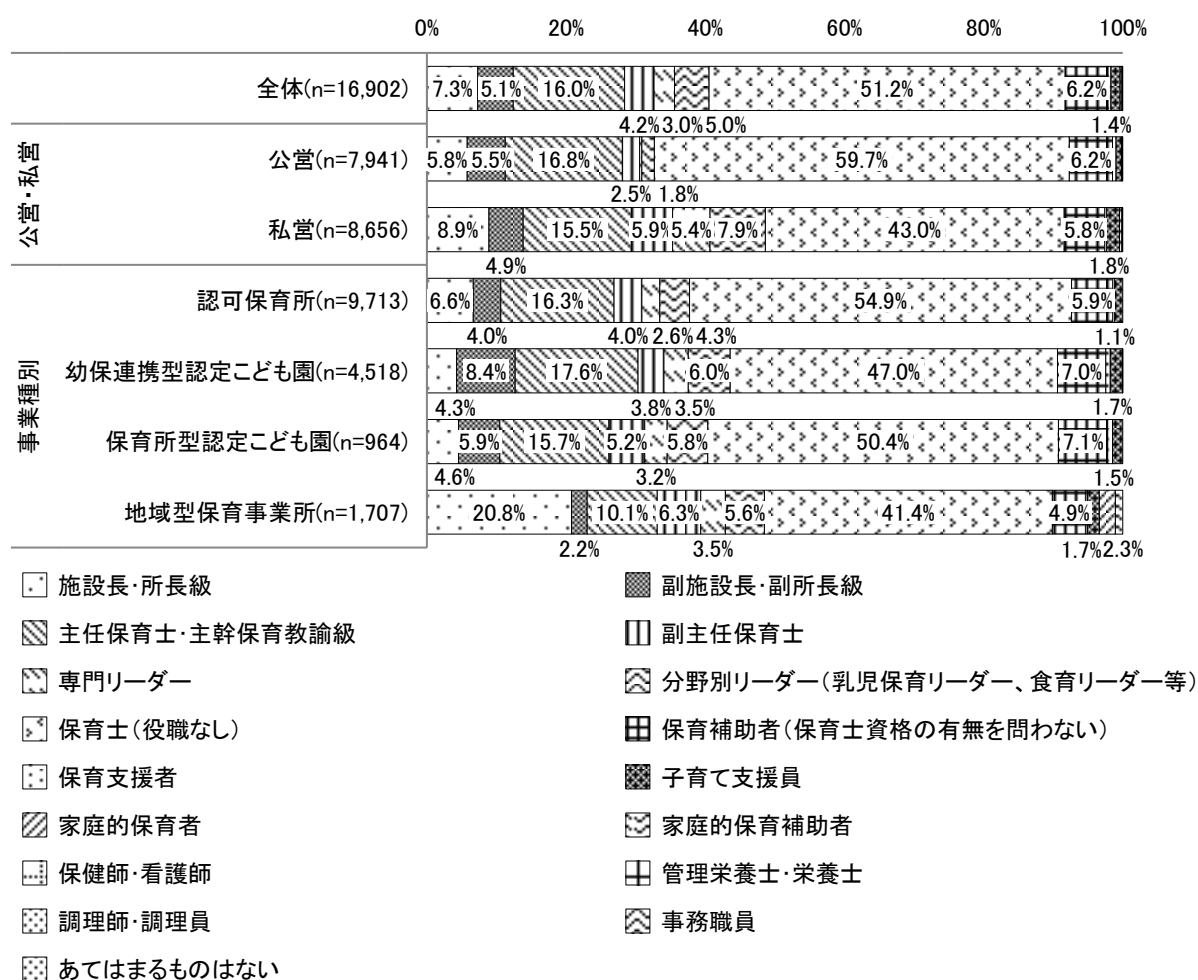 0% 20% 40% 60% 80% 100%
全体(n=16,902) 7.3% 5.1% 16.0% 51.2% 6.2%
4.2% 3.0% 5.0% 1.4%
公営・私営
公営(n=7,941) 5.8% 5.5% 16.8% 59.7% 6.2%
2.5% 1.8%
私営(n=8,656) 8.9% 15.5% 5.9% 5.4% 7.9% 43.0% 5.8%
4.9% 1.8%
事業種別
認可保育所(n=9,713) 6.6% 16.3% 54.9% 5.9%
4.0% 4.0% 2.6% 4.3% 1.1%
幼保連携型認定こども園(n=4,518) 8.4% 17.6% 6.0% 47.0% 7.0%
4.3% 3.8% 3.5% 1.7%
保育所型認定こども園(n=964) 5.9% 15.7% 5.2% 5.8% 50.4% 7.1%
4.6% 3.2% 1.5%
地域型保育事業所(n=1,707) 20.8% 10.1% 6.3% 5.6% 41.4% 4.9%
2.2% 3.5% 1.7% 2.3%
施設長・所長級 副施設長・副所長級
主任保育士・主幹保育教諭級 副主任保育士
専門リーダー 分野別リーダー(乳児保育リーダー、食育リーダー等)
保育士(役職なし) 保育補助者(保育士資格の有無を問わない)
保育支援者 子育て支援員
家庭的保育者 家庭的保育補助者
保健師・看護師 管理栄養士・栄養士
調理師・調理員 事務職員
あてはまるものはない